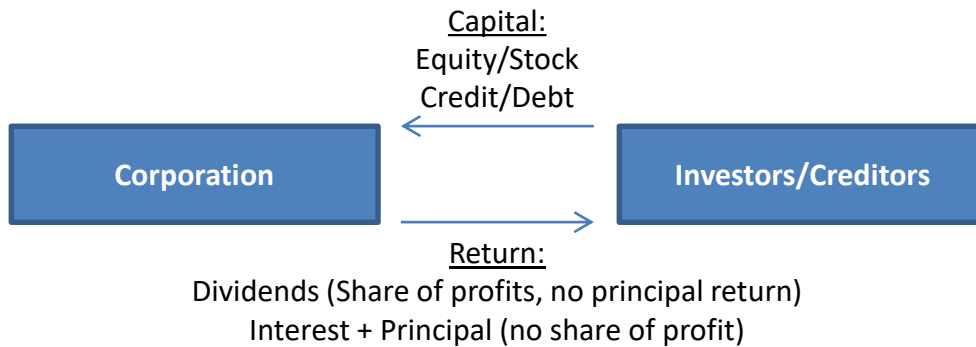 Capital:
Equity/Stock
Credit/Debt
Corporation
Investors/Creditors
Return:
Dividends (Share of profits, no principal return)
Interest + Principal (no share of profit)